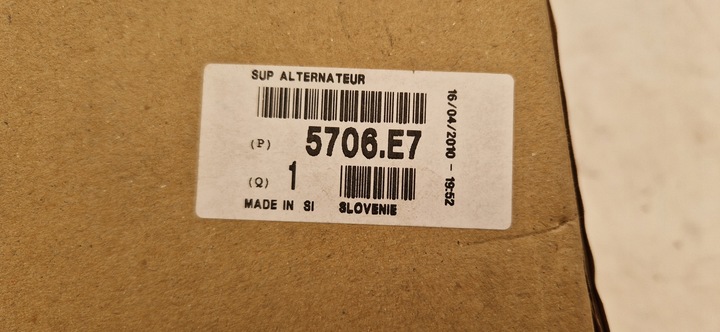 SUP ALTERNATEUR
(P) 5706.E7
(Q) 1
MADE IN SI SLOVENIE
16/04/2010 - 19:52